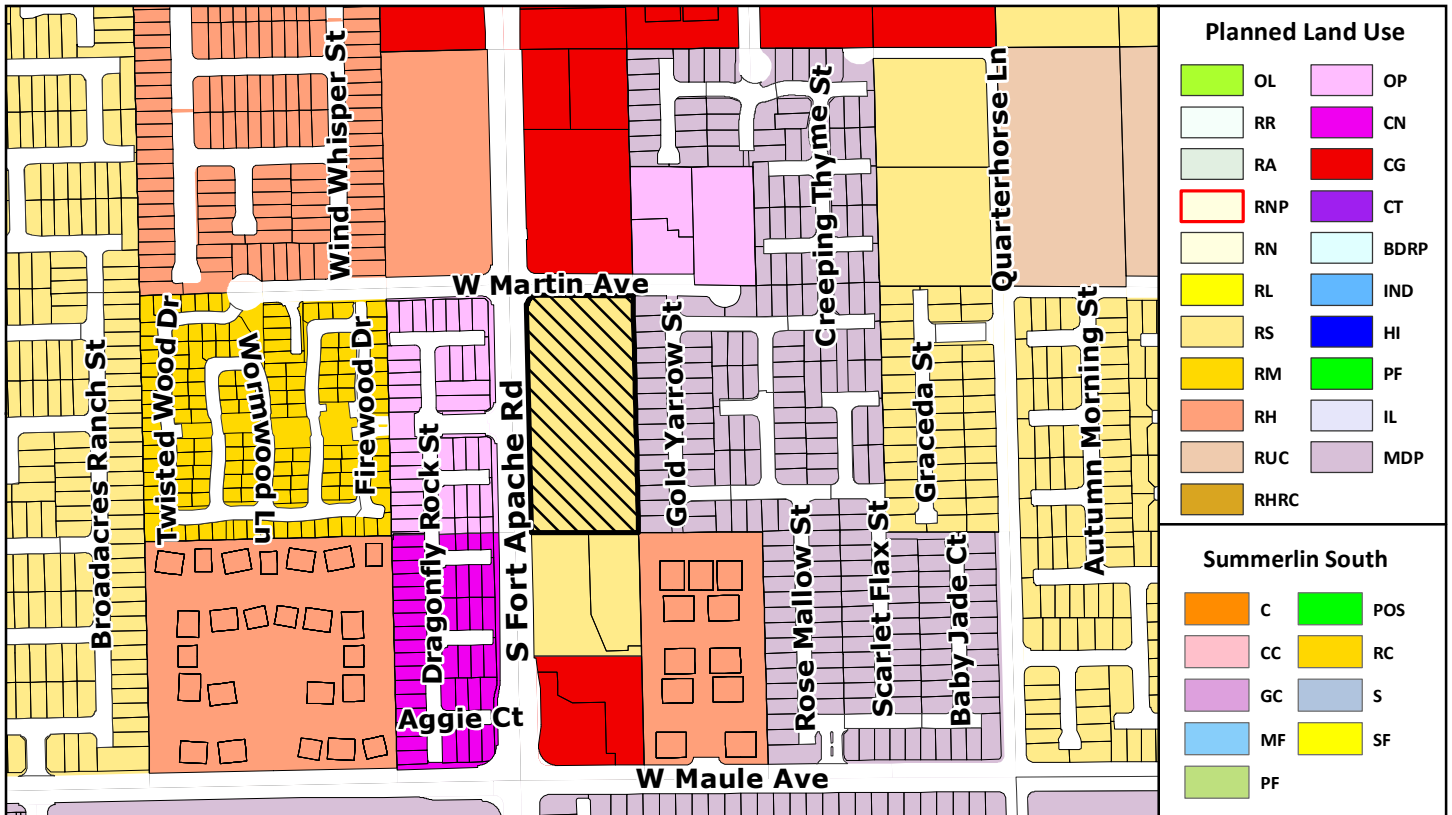 Wind Whisper St
Creeping Thyme St
Quarterhorse Ln
W Martin Ave
Broadacres Ranch St
Twisted Wood Dr
Wormwood Ln
Firewood Dr
Dragonfly Rock St
S Fort Apache Rd
Gold Yarrow St
Graceda St
Autumn Morning St
Rose Mallow St
Scarlet Flax St
Baby Jade Ct
Aggie Ct
W Maule Ave
Planned Land Use
OL OP
RR CN
RA CG
RNP CT
RN BDRP
RL IND
RS HI
RM PF
RH IL
RUC MDP
RHRC
Summerlin South
C POS
CC RC
GC S
MF SF
PF